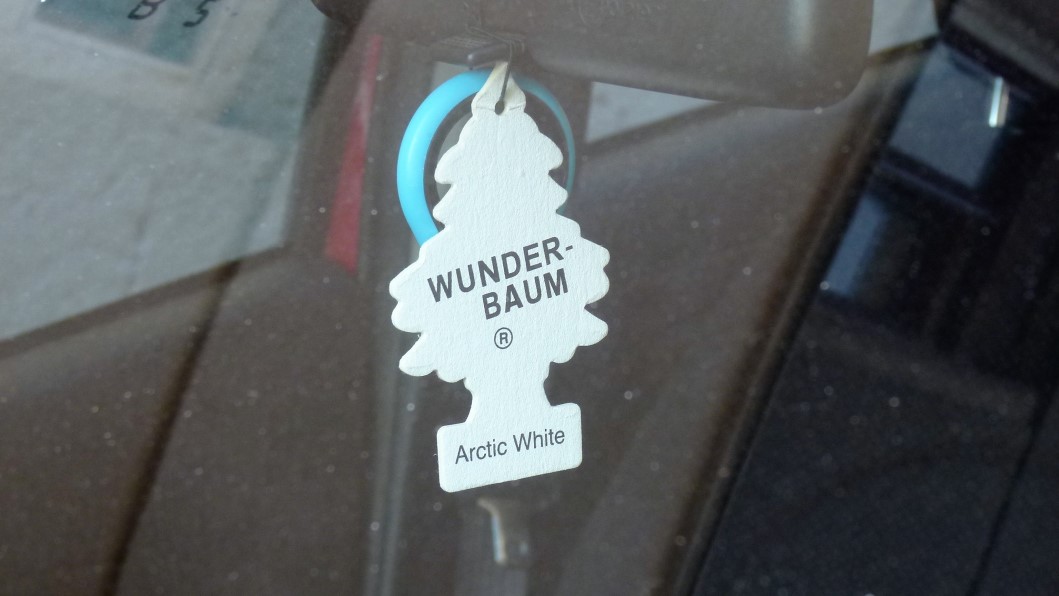 WUNDER-
BAUM
®
Arctic White